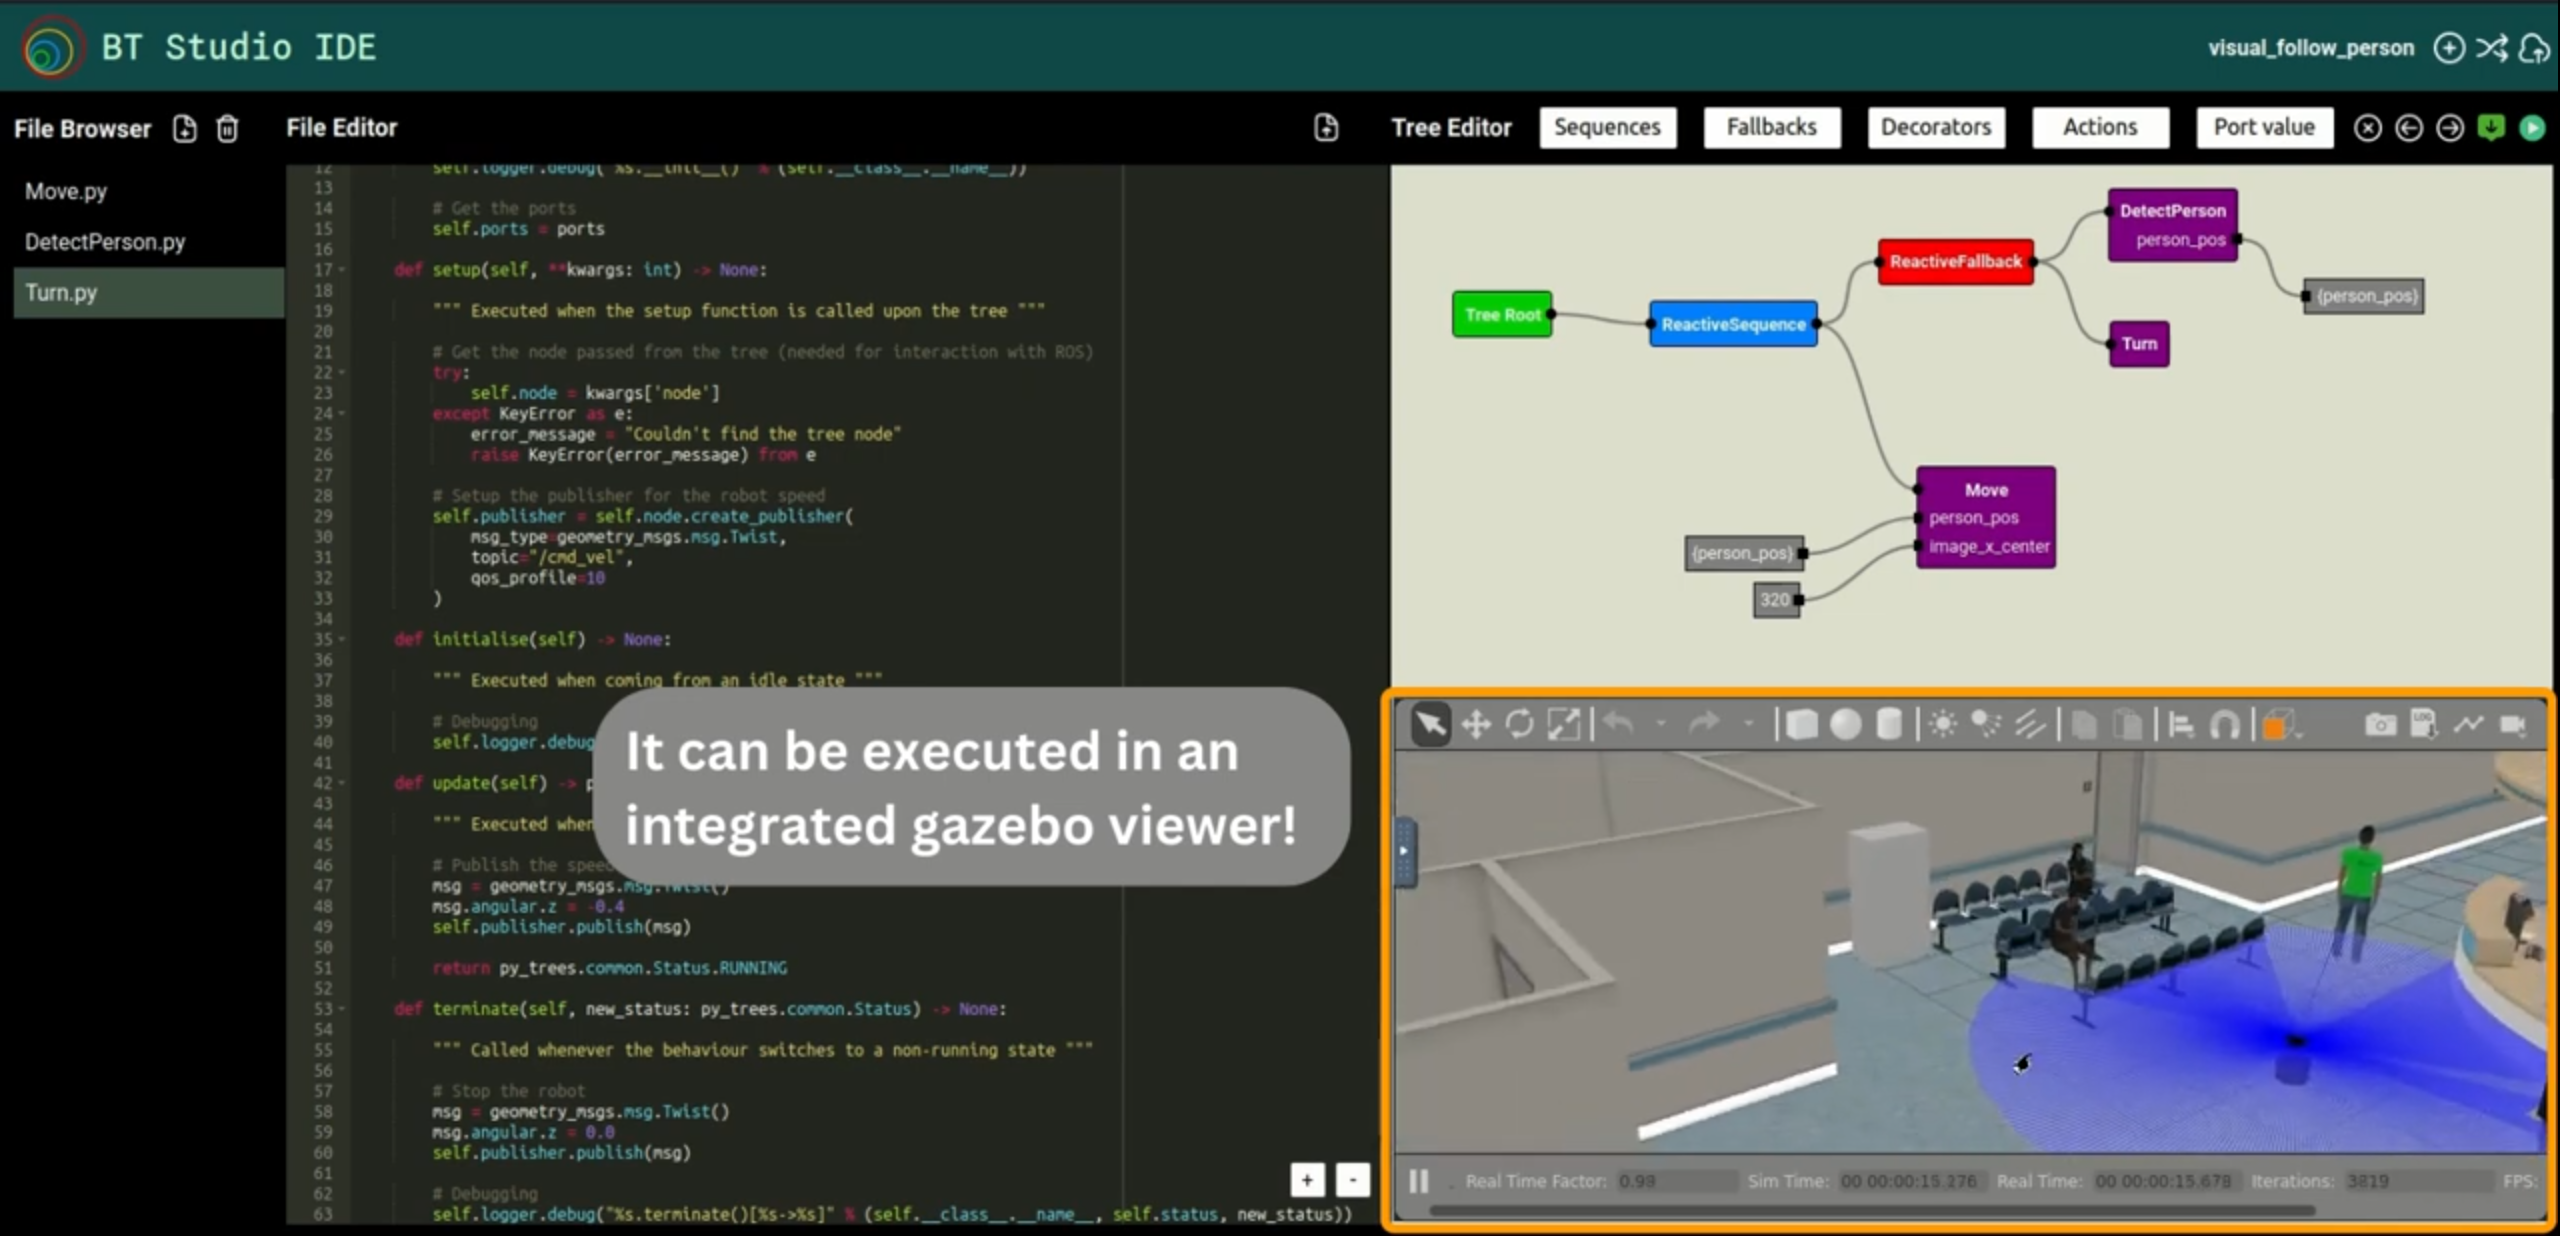 BT Studio IDE
visual_follow_person
File Browser
File Editor
Tree Editor
Sequences
Fallbacks
Decorators
Actions
Port value
Move.py
DetectPerson.py
Turn.py
12 self.logger.debug("%s.__init__()" % (self.__class__.__name__))
13
14 # Get the ports
15 self.ports = ports
16
17 def setup(self, **kwargs: int) -> None:
18
19 """ Executed when the setup function is called upon the tree """
20
21 # Get the node passed from the tree (needed for interaction with ROS)
22 try:
23 self.node = kwargs['node']
24 except KeyError as e:
25 error_message = "Couldn't find the tree node"
26 raise KeyError(error_message) from e
27
28 # Setup the publisher for the robot speed
29 self.publisher = self.node.create_publisher(
30 msg_type=geometry_msgs.msg.Twist,
31 topic="/cmd_vel",
32 qos_profile=10
33 )
34
35 def initialise(self) -> None:
36
37 """ Executed when coming from an idle state """
38
39 # Debugging
40 self.logger.debug
41
42 def update(self) -> p
43
44 """ Executed when
45
46 # Publish the speed
47 msg = geometry_msgs.msg.Twist()
48 msg.angular.z = -0.4
49 self.publisher.publish(msg)
50
51 return py_trees.common.Status.RUNNING
52
53 def terminate(self, new_status: py_trees.common.Status) -> None:
54
55 """ Called whenever the behaviour switches to a non-running state """
56
57 # Stop the robot
58 msg = geometry_msgs.msg.Twist()
59 msg.angular.z = 0.0
60 self.publisher.publish(msg)
61
62 # Debugging
63 self.logger.debug("%s.terminate()[%s->%s]" % (self.__class__.__name__, self.status, new_status))
It can be executed in an
integrated gazebo viewer!
+ -
Tree Root
ReactiveSequence
ReactiveFallback
DetectPerson
person_pos
{person_pos}
Turn
Move
person_pos
image_x_center
{person_pos}
320
LOG
Real Time Factor: 0.99 Sim Time: 00 00:00:15.276 Real Time: 00 00:00:15.678 Iterations: 3819 FPS: